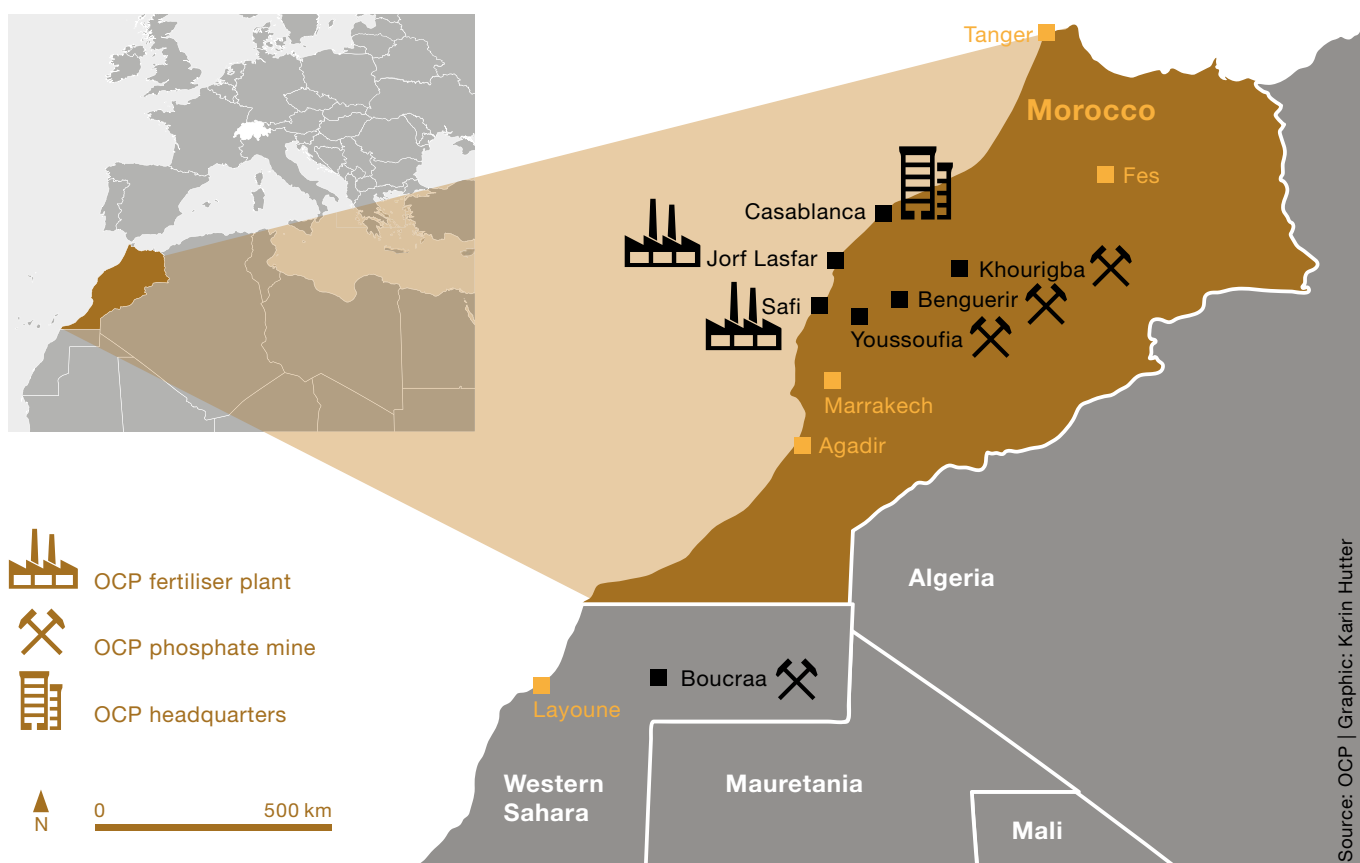 Tanger
Morocco
Fes
Casablanca
Jorf Lasfar
Khourigba
Safi
Benguerir
Youssoufia
Marrakech
Agadir
OCP fertiliser plant
OCP phosphate mine
OCP headquarters
Algeria
Boucraa
Layoune
Western
Sahara
Mauretania
Mali
N
0
500 km
Source: OCP | Graphic: Karin Hutter